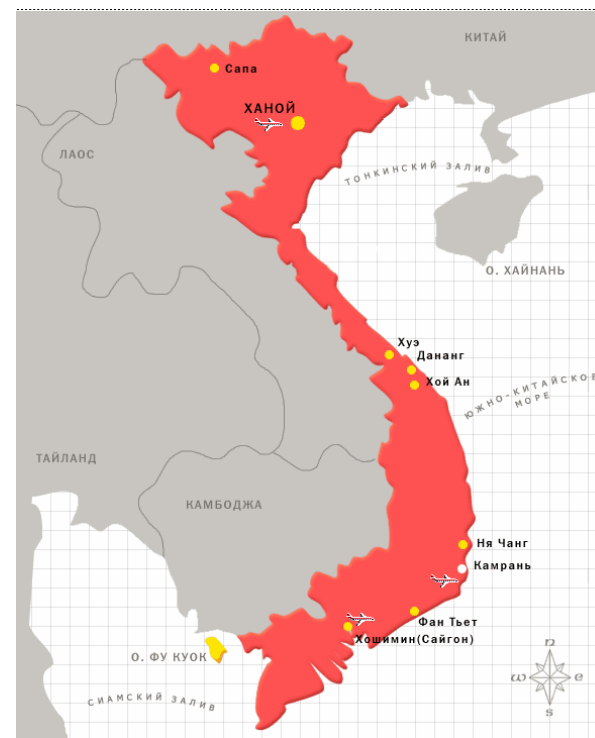 КИТАЙ
Сапа
ХАНОЙ
ЛАОС
ТОНКИНСКИЙ ЗАЛИВ
О. ХАЙНАНЬ
Хуэ
Дананг
Хой Ан
ЮЖНО-КИТАЙСКОЕ
МОРЕ
ТАЙЛАНД
КАМБОДЖА
Ня Чанг
Камрань
Фан Тьет
Хошимин(Сайгон)
О. ФУ КУОК
СИАМСКИЙ ЗАЛИВ
n
w e
s